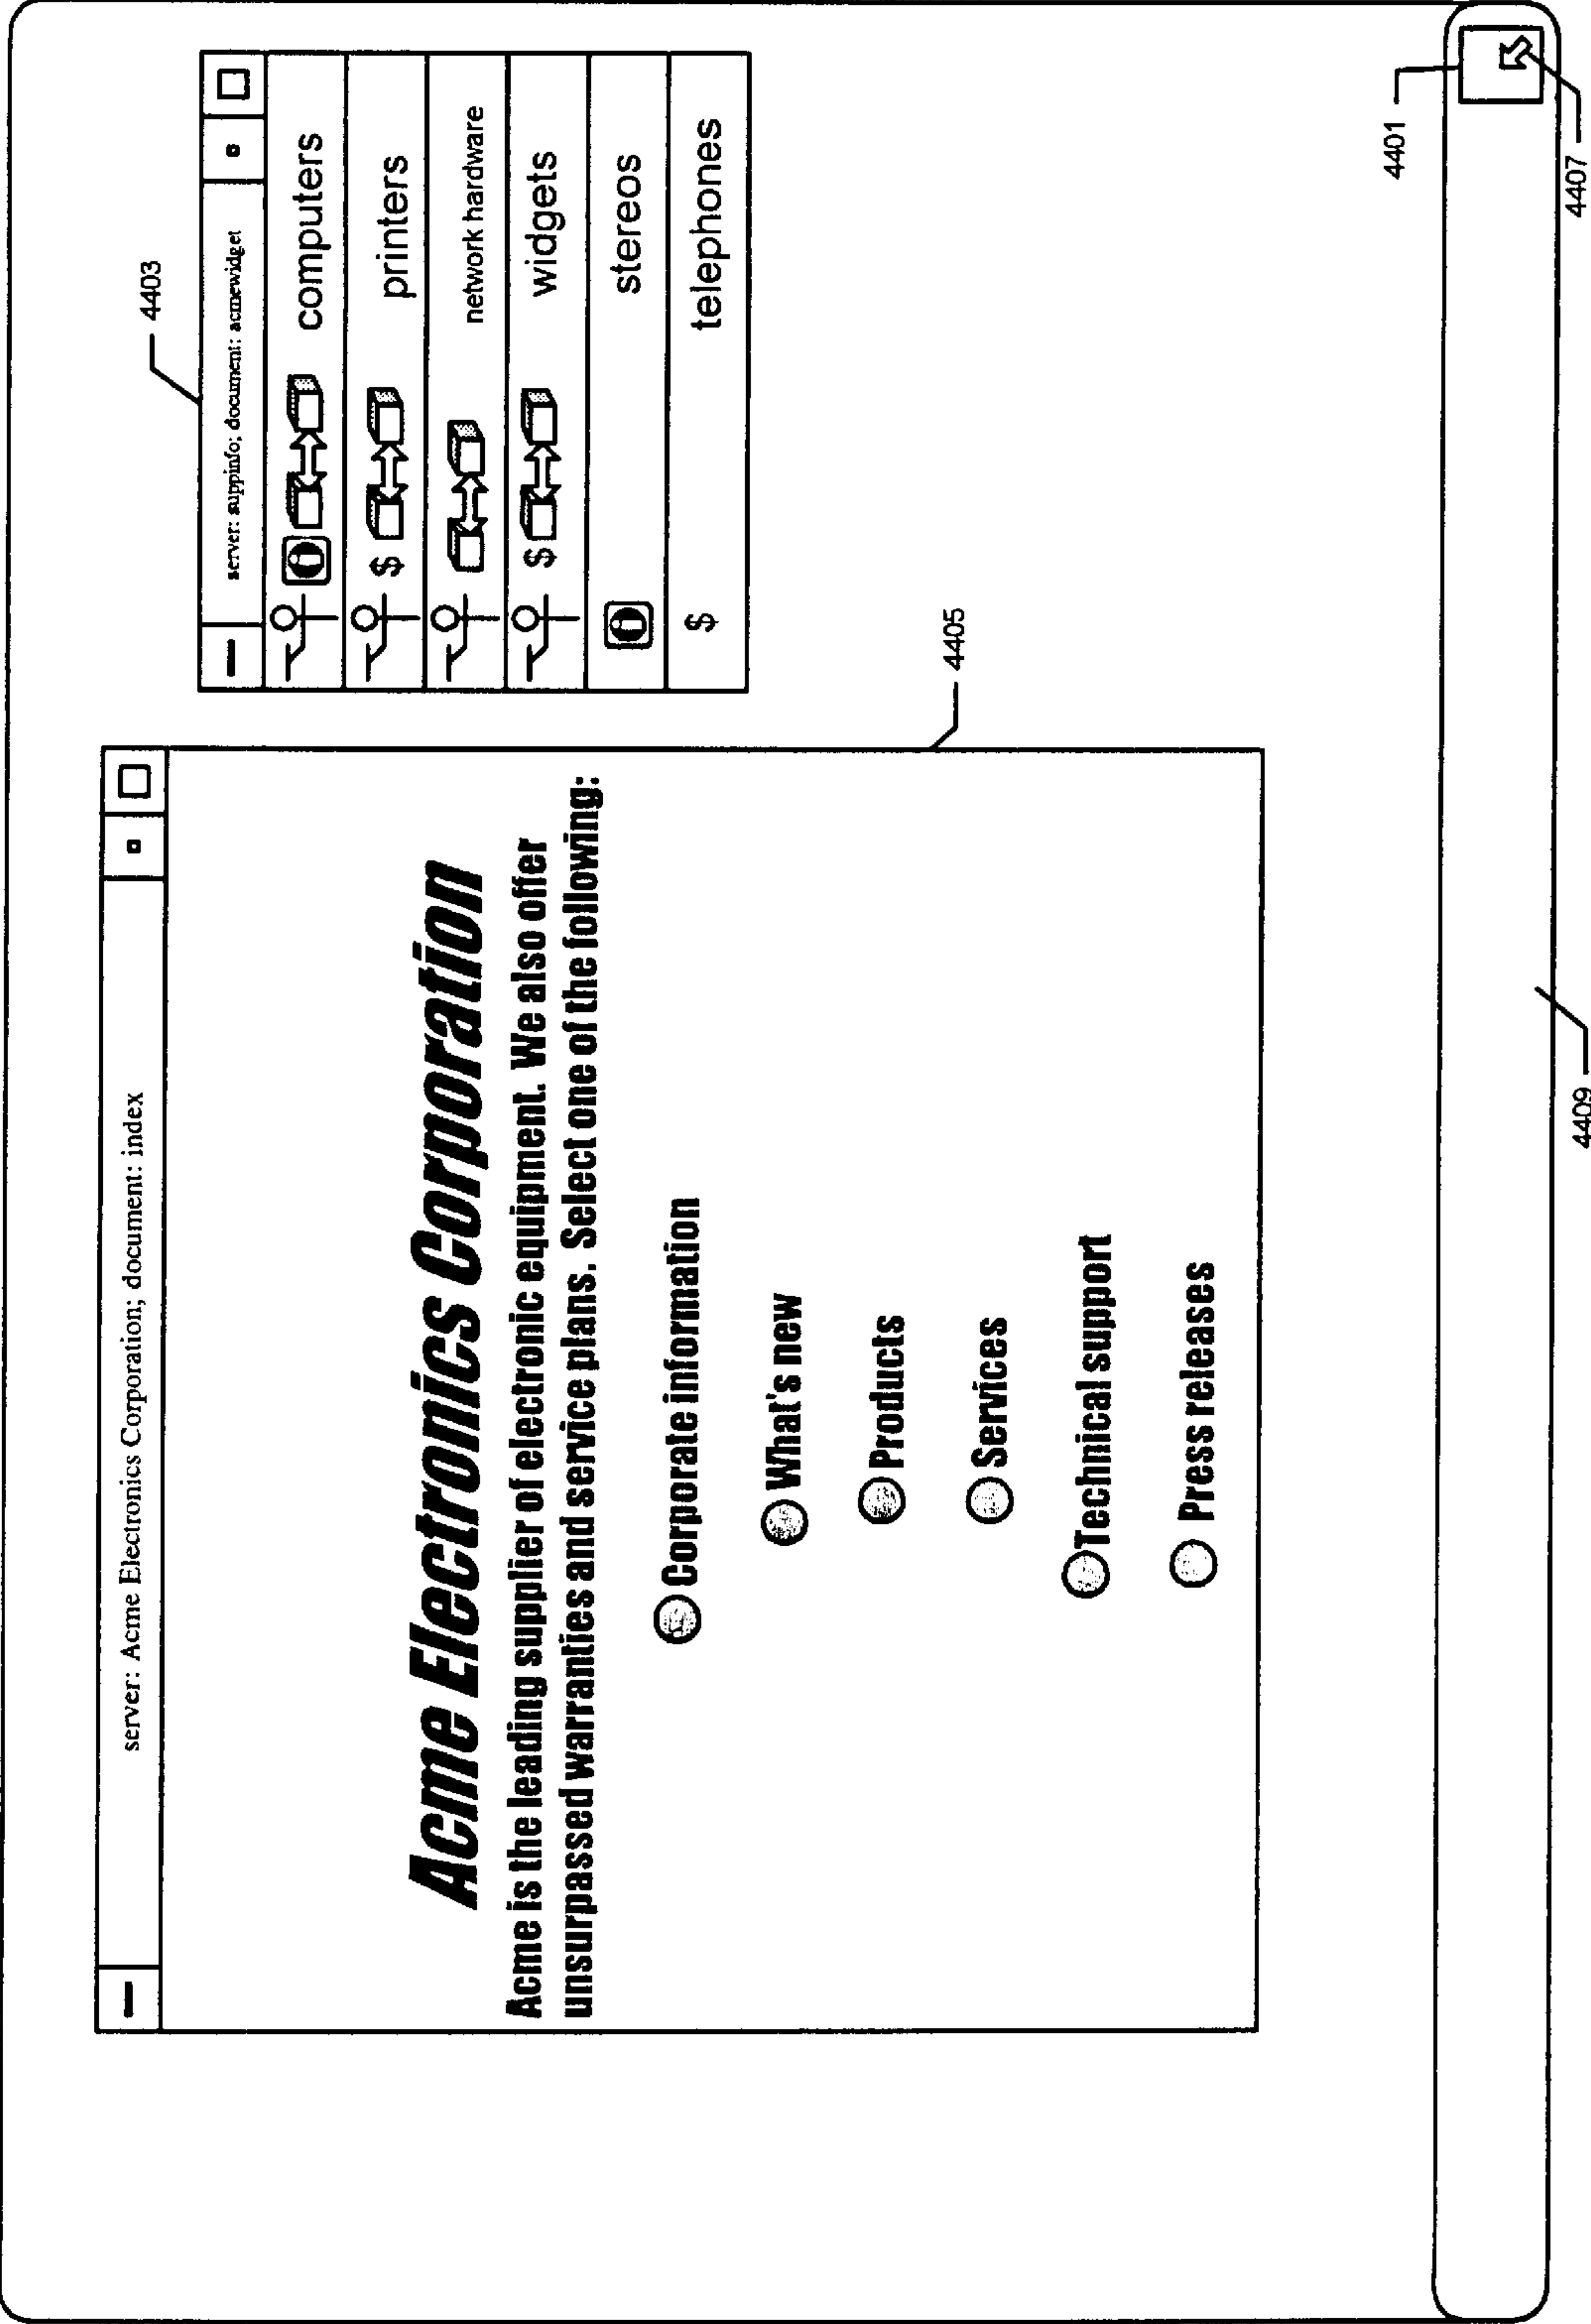 server: Acme Electronics Corporation; document: index
Acme Electronics Corporation
Acme is the leading supplier of electronic equipment. We also offer
unsurpassed warranties and service plans. Select one of the following:
Corporate information
What's new
Products
Services
Technical support
Press releases
4405
4403
server: suppinfo; document: acmewidget
computers
$ printers
network hardware
$ widgets
stereos
$ telephones
4401
4407
4409